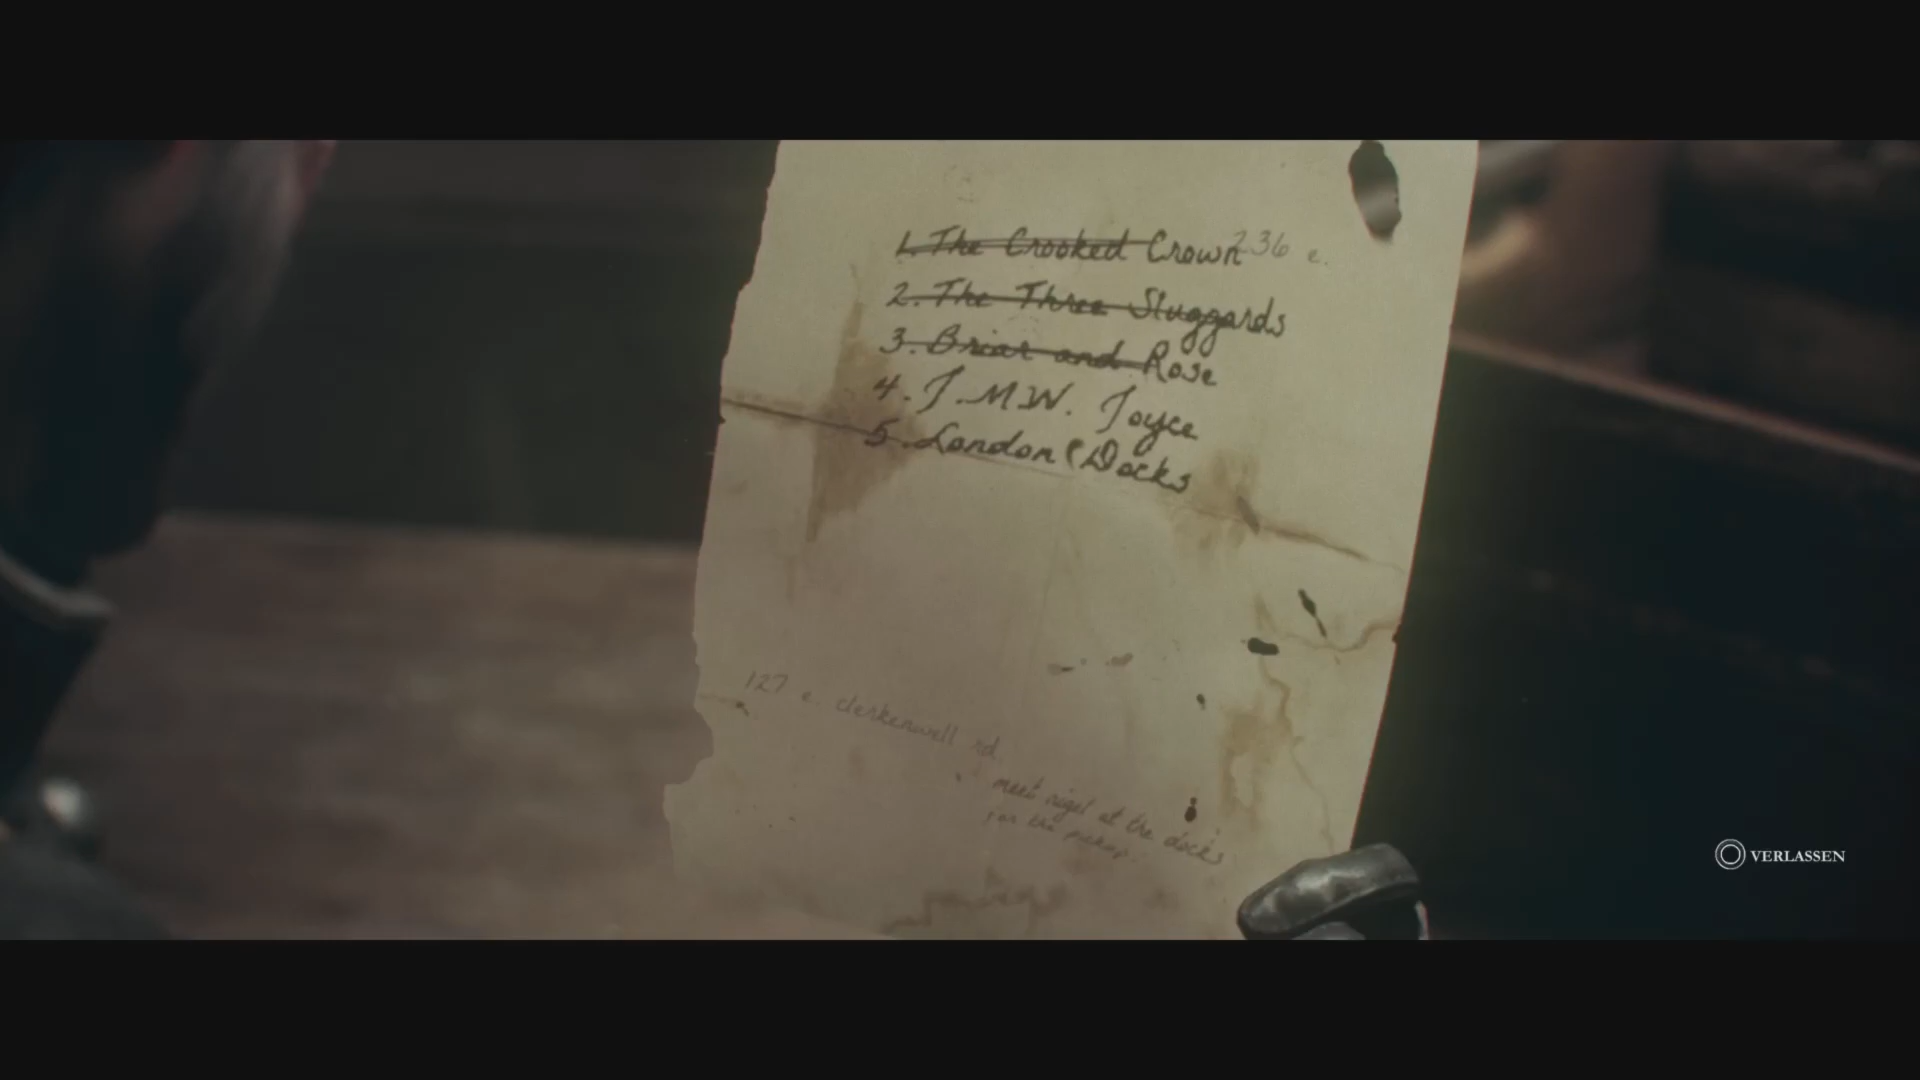 1. The Crooked Crown 236 e.
2. The Three Sluggards
3. Briar and Rose
4. J.M.W. Joyce
5. London Docks
127 e. clerkenwell rd
meet nigel at the docks
for the pickup.
VERLASSEN